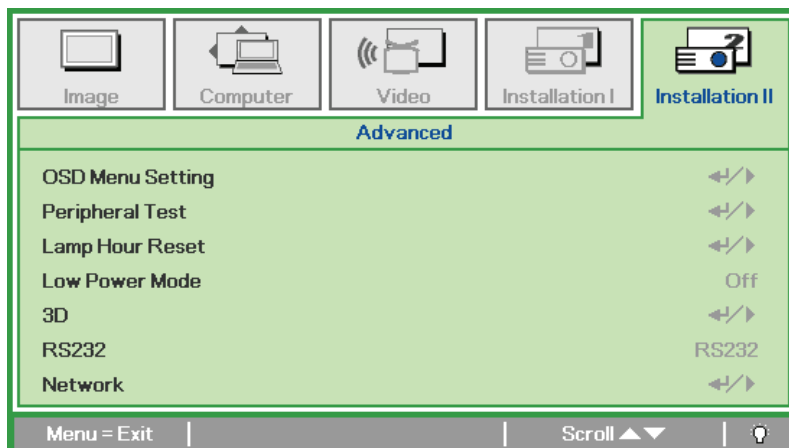 Image Computer Video Installation I Installation II
Advanced
OSD Menu Setting
Peripheral Test
Lamp Hour Reset
Low Power Mode Off
3D
RS232 RS232
Network
Menu = Exit Scroll